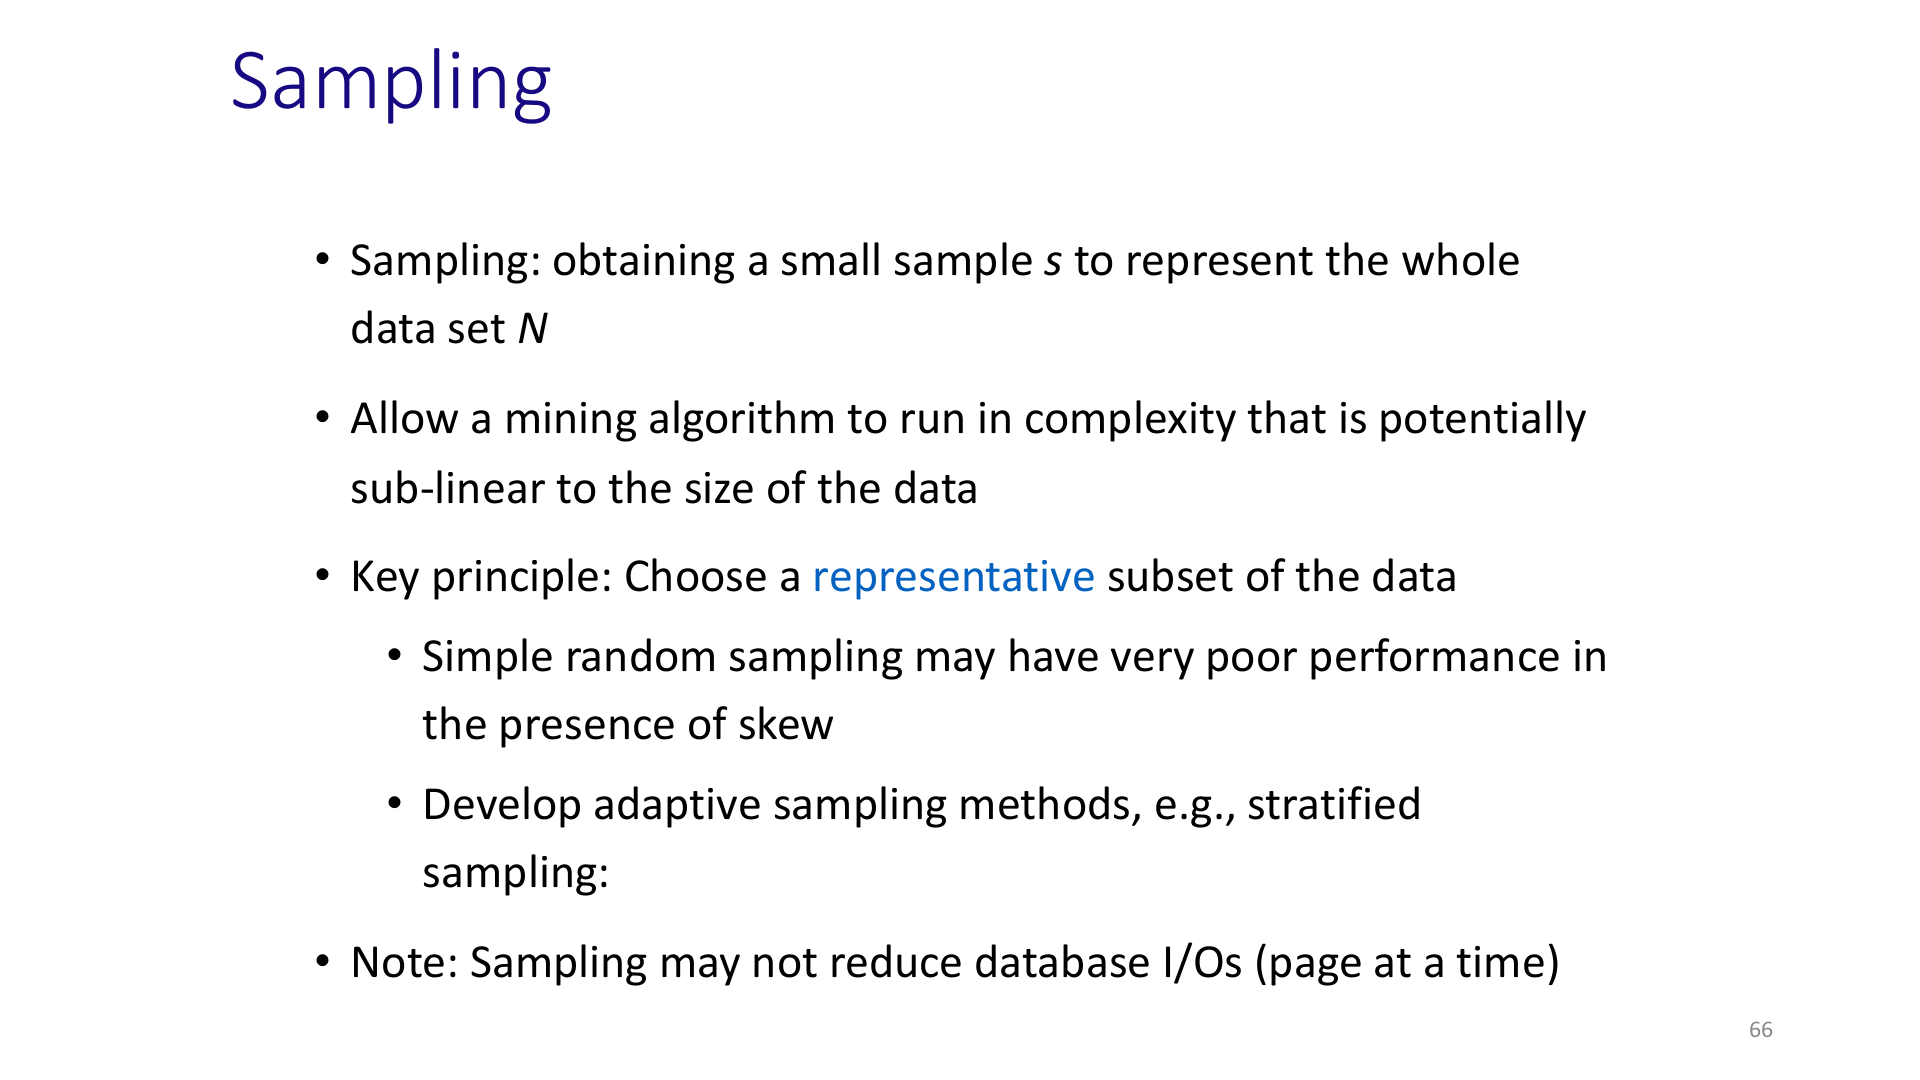 Sampling
• Sampling: obtaining a small sample s to represent the whole
data set N
• Allow a mining algorithm to run in complexity that is potentially
sub-linear to the size of the data
• Key principle: Choose a representative subset of the data
• Simple random sampling may have very poor performance in
the presence of skew
• Develop adaptive sampling methods, e.g., stratified
sampling:
• Note: Sampling may not reduce database I/Os (page at a time)
66